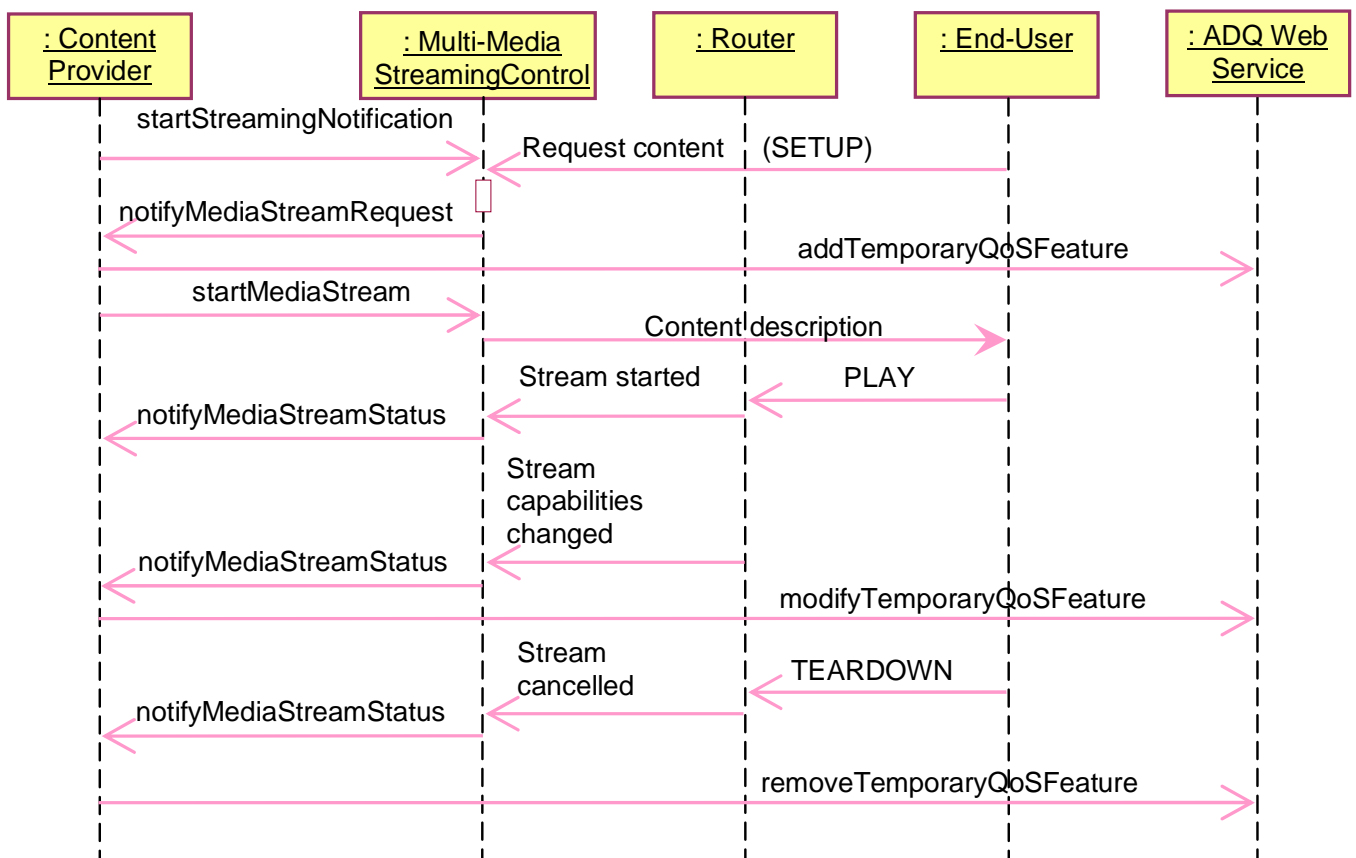 : Content
Provider
: Multi-Media
StreamingControl
: Router
: End-User
: ADQ Web
Service
startStreamingNotification
Request content (SETUP)
notifyMediaStreamRequest
addTemporaryQoSFeature
startMediaStream
Content description
Stream started
PLAY
notifyMediaStreamStatus
Stream
capabilities
changed
notifyMediaStreamStatus
modifyTemporaryQoSFeature
Stream
cancelled
TEARDOWN
notifyMediaStreamStatus
removeTemporaryQoSFeature